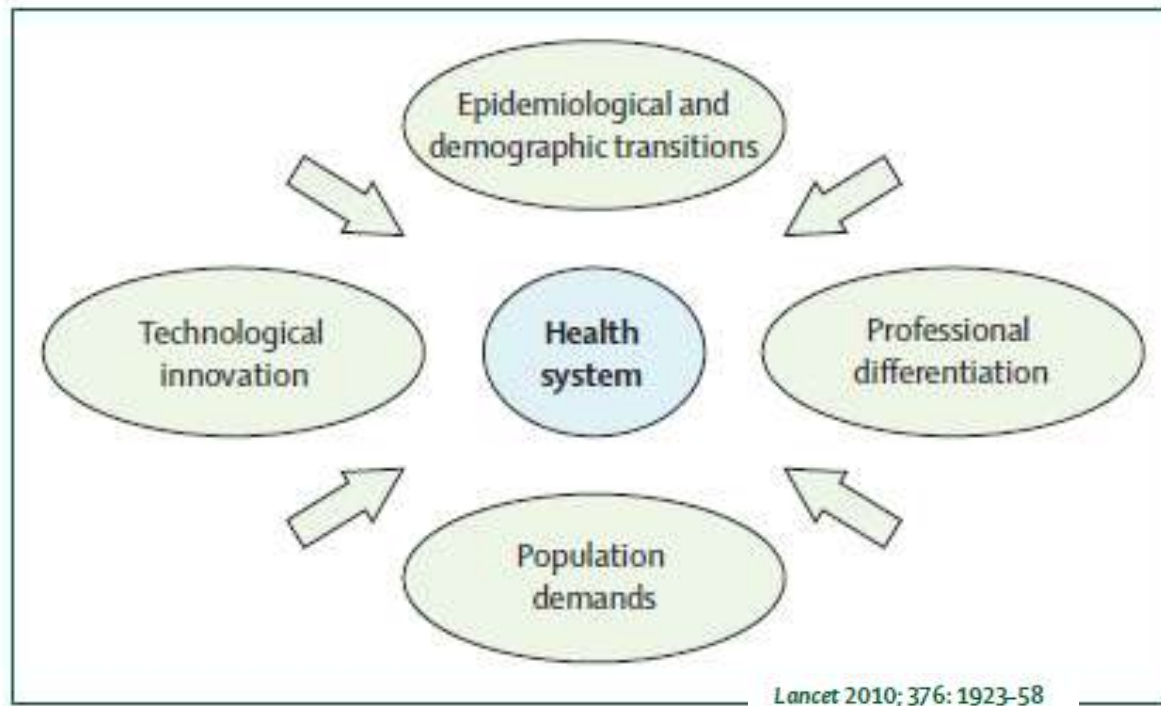 Epidemiological and
demographic transitions
Technological
innovation
Health
system
Professional
differentiation
Population
demands
Lancet 2010; 376: 1923–58